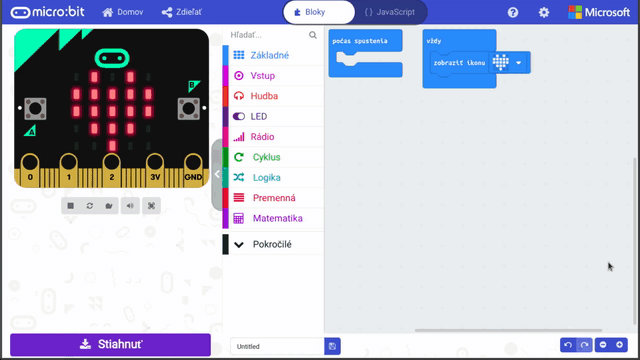 micro:bit
Domov
Zdieľať
Bloky
{ } JavaScript
Microsoft
A
B
0
1
2
3V
GND
Stiahnuť
Hľadať...
Základné
Vstup
Hudba
LED
Rádio
Cyklus
Logika
Premenná
Matematika
Pokročilé
Untitled
počas spustenia
vždy
zobraziť ikonu